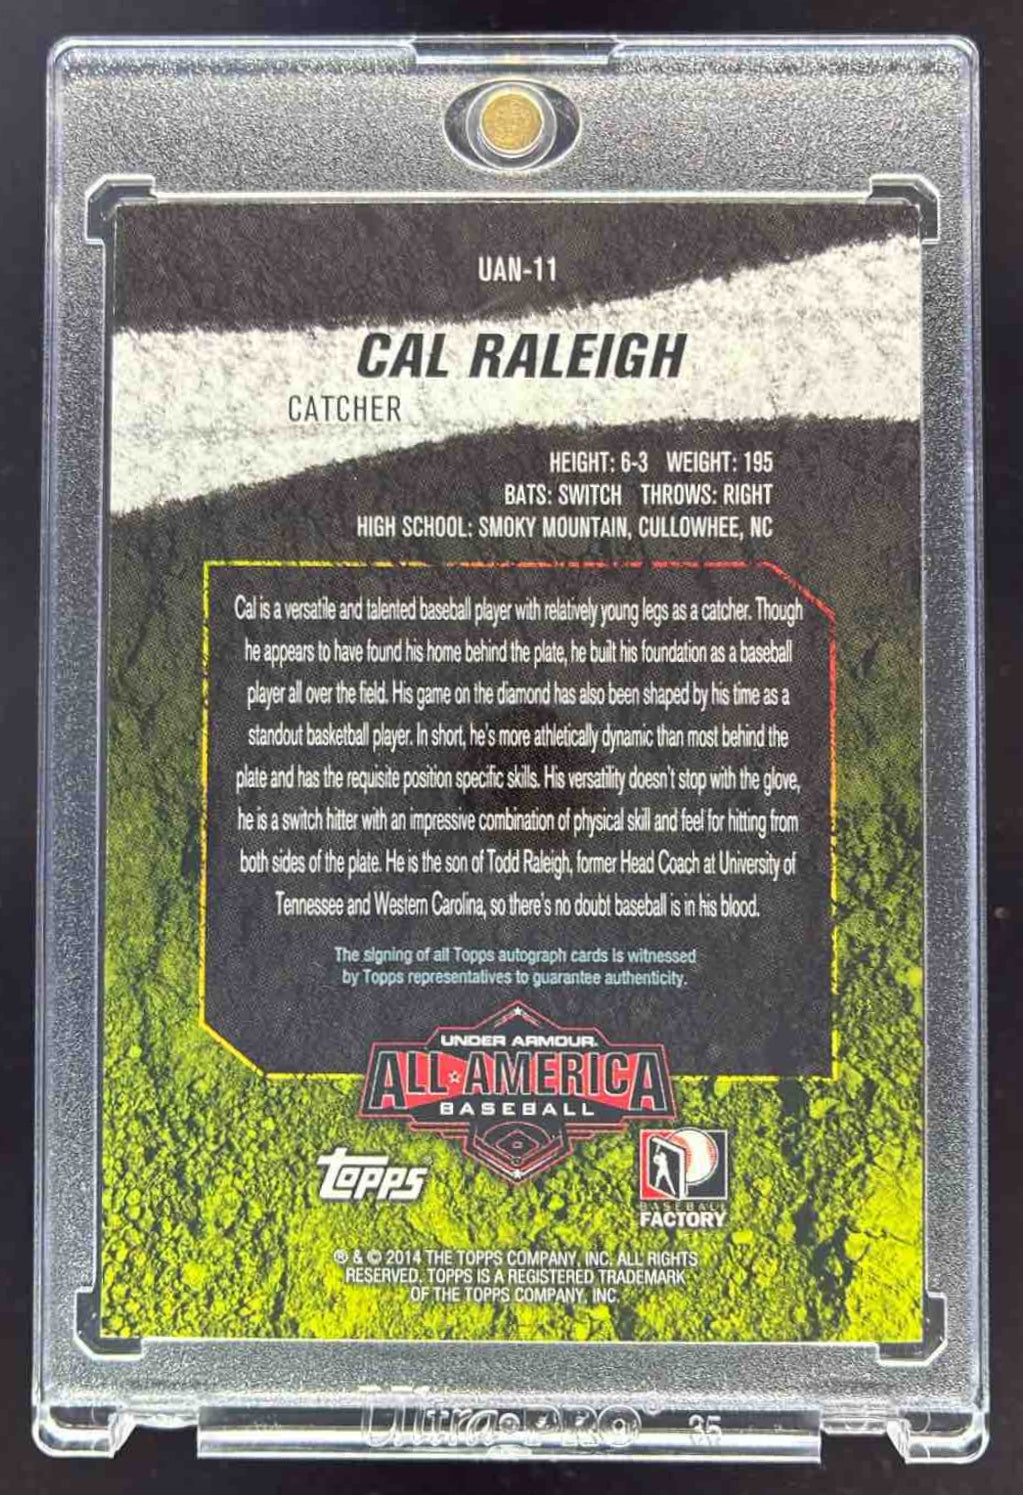 UAN-11
CAL RALEIGH
CATCHER
HEIGHT: 6-3 WEIGHT: 195
BATS: SWITCH THROWS: RIGHT
HIGH SCHOOL: SMOKY MOUNTAIN, CULLOWHEE, NC
Cal is a versatile and talented baseball player with relatively young legs as a catcher. Though
he appears to have found his home behind the plate, he built his foundation as a baseball
player all over the field. His game on the diamond has also been shaped by his time as a
standout basketball player. In short, he's more athletically dynamic than most behind the
plate and has the requisite position specific skills. His versatility doesn't stop with the glove,
he is a switch hitter with an impressive combination of physical skill and feel for hitting from
both sides of the plate. He is the son of Todd Raleigh, former Head Coach at University of
Tennessee and Western Carolina, so there's no doubt baseball is in his blood.
The signing of all Topps autograph cards is witnessed
by Topps representatives to guarantee authenticity.
UNDER ARMOUR.
ALL-AMERICA
BASEBALL
topps
BASEBALL
FACTORY
® & © 2014 THE TOPPS COMPANY, INC. ALL RIGHTS
RESERVED. TOPPS IS A REGISTERED TRADEMARK
OF THE TOPPS COMPANY, INC.
Ultra PRO® 35